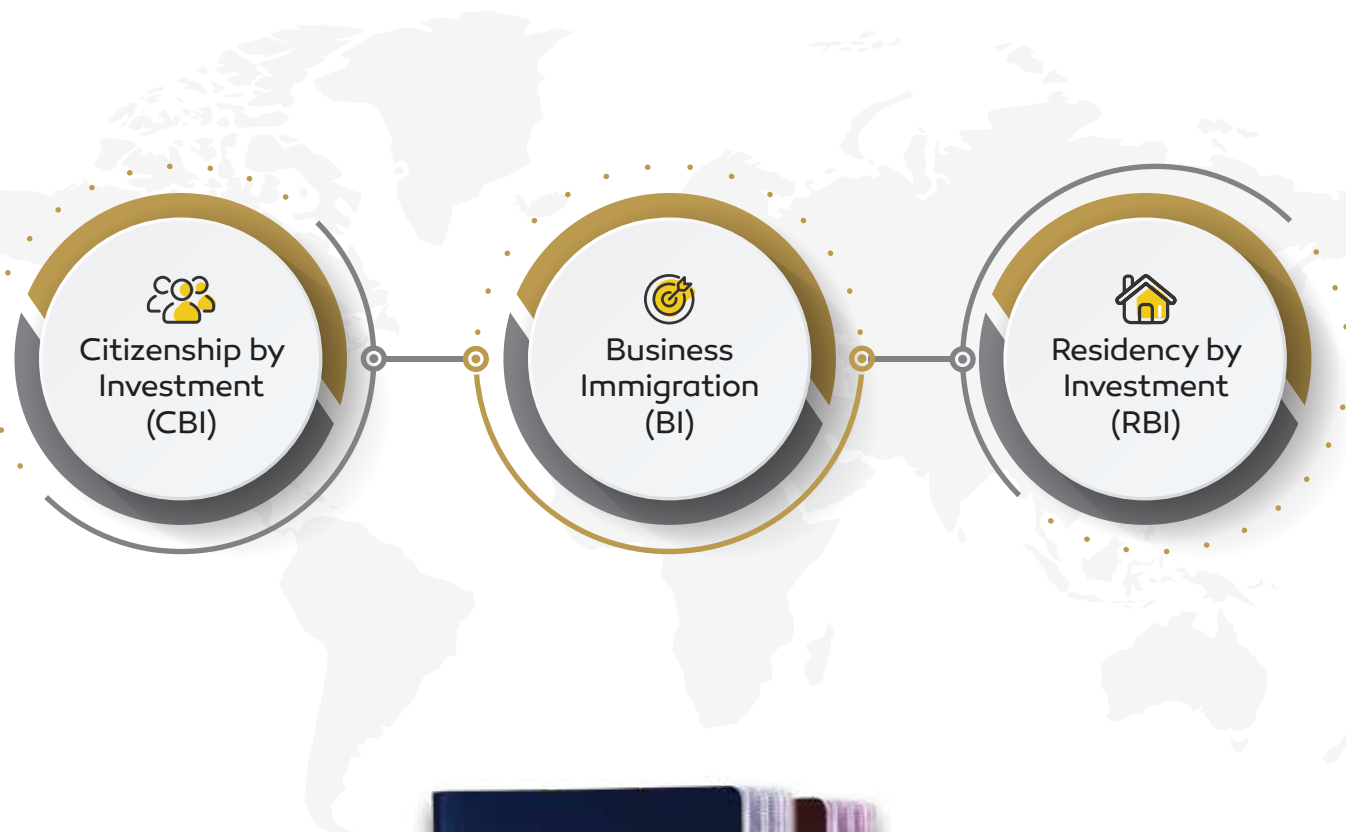 Citizenship by
Investment
(CBI)
Business
Immigration
(BI)
Residency by
Investment
(RBI)